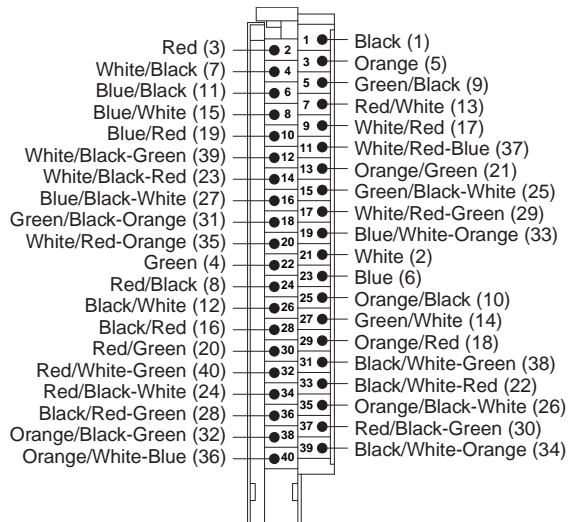 1 Black (1)
Red (3) 2
3 Orange (5)
White/Black (7) 4
5 Green/Black (9)
Blue/Black (11) 6
7 Red/White (13)
Blue/White (15) 8
9 White/Red (17)
Blue/Red (19) 10
11 White/Red-Blue (37)
White/Black-Green (39) 12
13 Orange/Green (21)
White/Black-Red (23) 14
15 Green/Black-White (25)
Blue/Black-White (27) 16
17 White/Red-Green (29)
Green/Black-Orange (31) 18
19 Blue/White-Orange (33)
White/Red-Orange (35) 20
21 White (2)
Green (4) 22
23 Blue (6)
Red/Black (8) 24
25 Orange/Black (10)
Black/White (12) 26
27 Green/White (14)
Black/Red (16) 28
29 Orange/Red (18)
Red/Green (20) 30
31 Black/White-Green (38)
Red/White-Green (40) 32
33 Black/White-Red (22)
Red/Black-White (24) 34
35 Orange/Black-White (26)
Black/Red-Green (28) 36
37 Red/Black-Green (30)
Orange/Black-Green (32) 38
39 Black/White-Orange (34)
Orange/White-Blue (36) 40